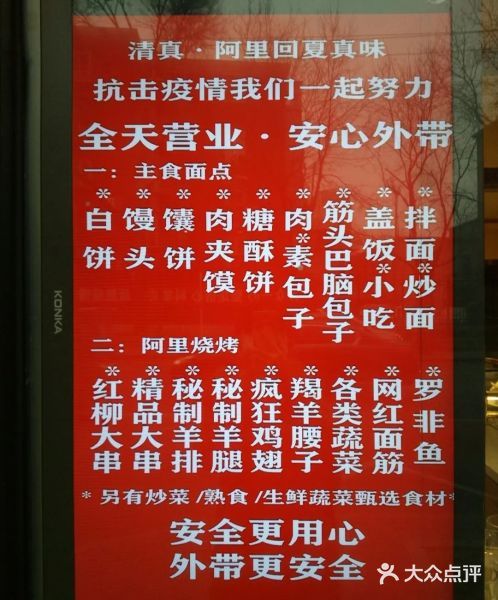 清真·阿里回夏真味
抗击疫情我们一起努力
全天营业·安心外带
一：主食面点
*白饼
*馒头
*馕饼
*肉夹馍
*糖酥饼
*肉*素包子
*筋头巴脑包子
*盖饭*小吃
*拌面*炒面
二：阿里烧烤
*红柳大串
*精品大串
*秘制羊排
*秘制羊腿
*疯狂鸡翅
*羯羊腰子
*各类蔬菜
*网红面筋
*罗非鱼
*另有炒菜/熟食/生鲜蔬菜甄选食材*
安全更用心
外带更安全
KONKA
大众点评